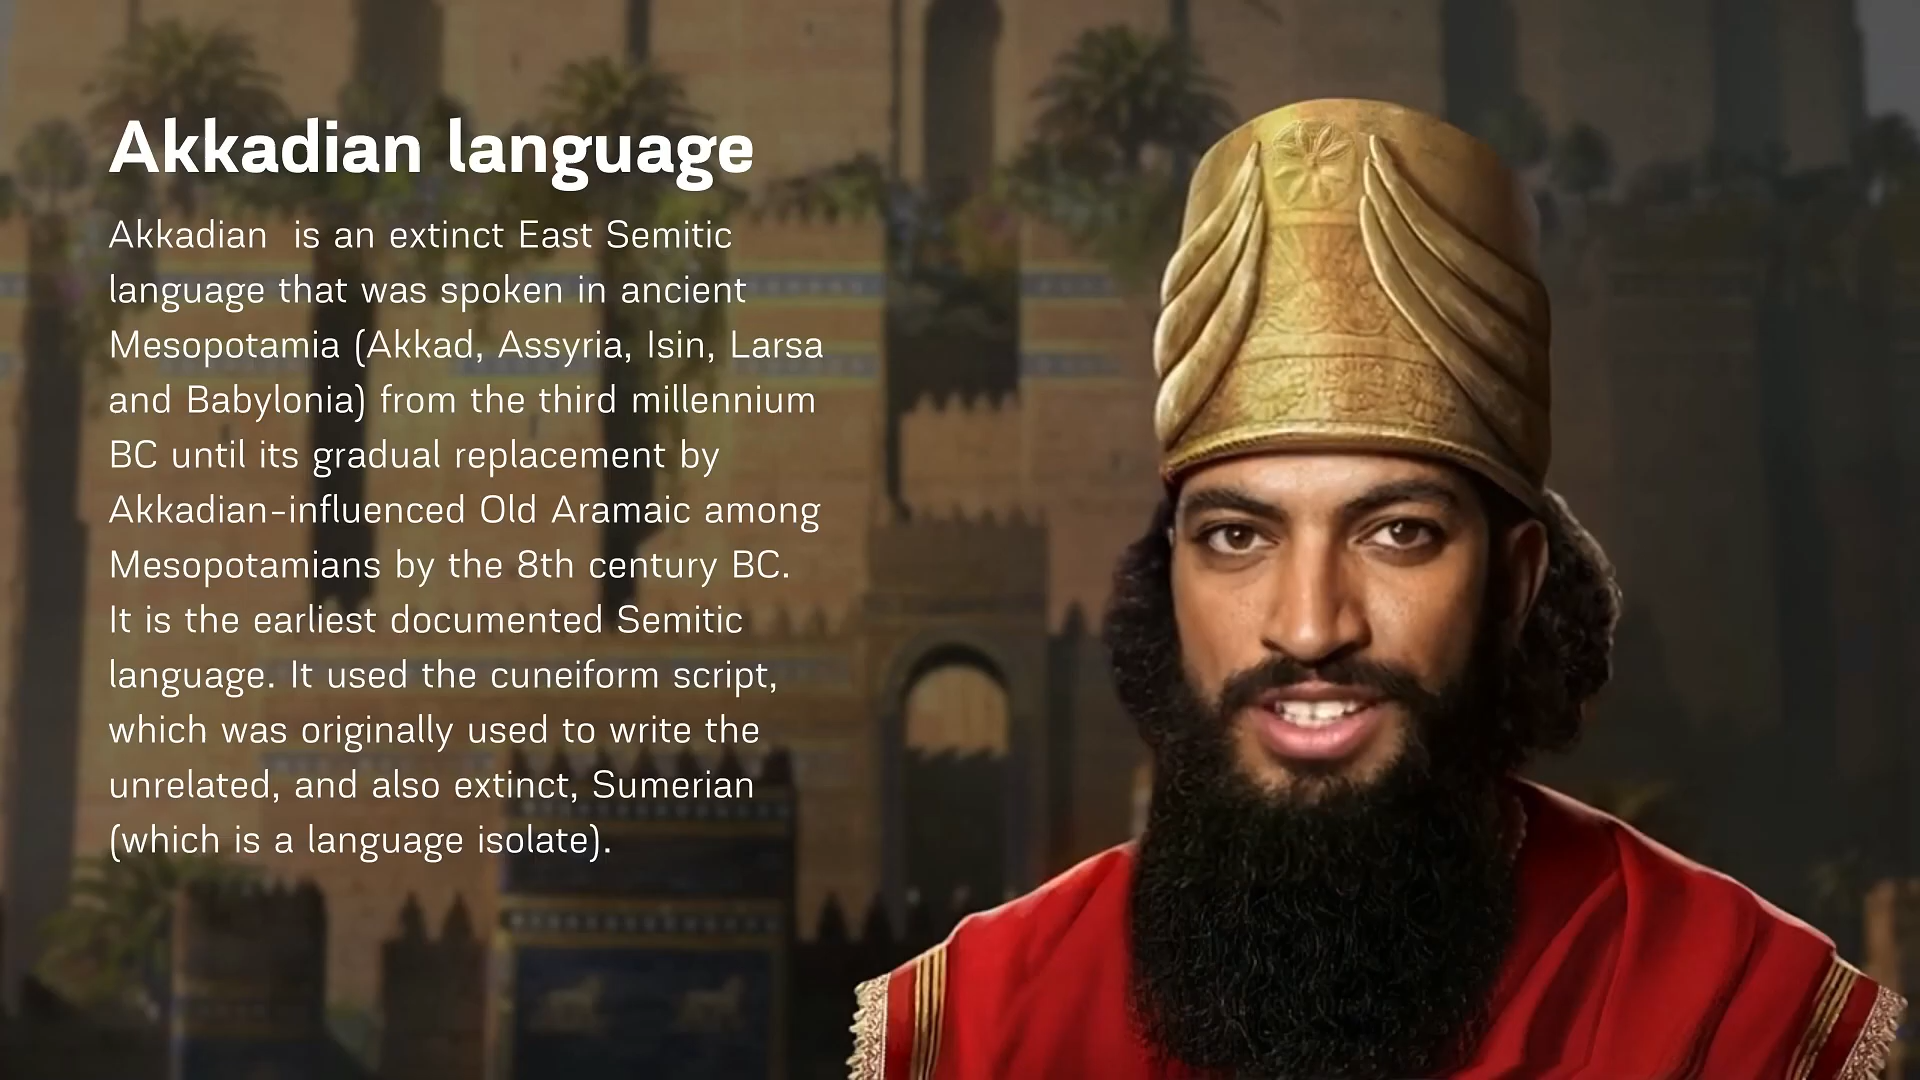 Akkadian language
Akkadian  is an extinct East Semitic
language that was spoken in ancient
Mesopotamia (Akkad, Assyria, Isin, Larsa
and Babylonia) from the third millennium
BC until its gradual replacement by
Akkadian-influenced Old Aramaic among
Mesopotamians by the 8th century BC.
It is the earliest documented Semitic
language. It used the cuneiform script,
which was originally used to write the
unrelated, and also extinct, Sumerian
(which is a language isolate).